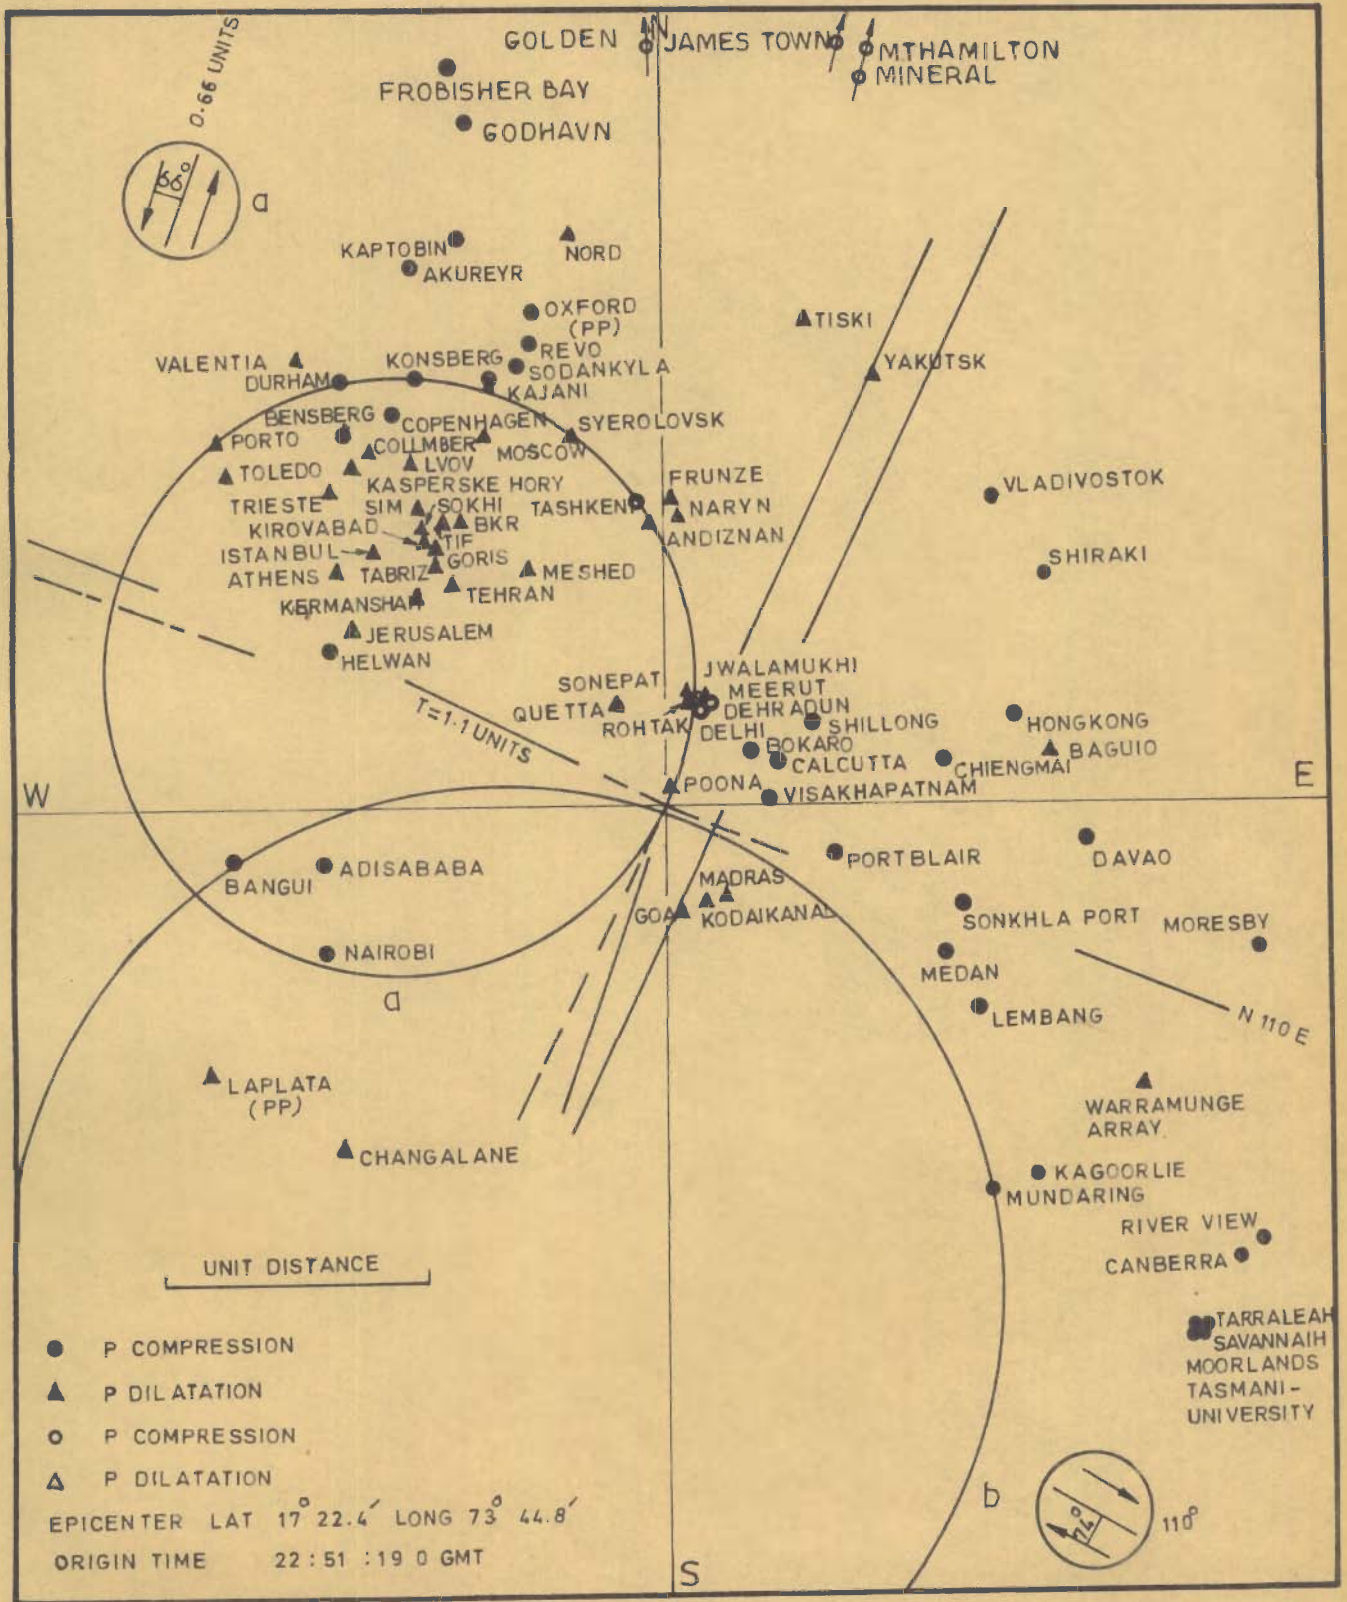 N
GOLDEN
JAMES TOWN
MTHAMILTON
MINERAL
FROBISHER BAY
GODHAVN
0.66 UNITS
66°
a
KAPTOBIN
AKUREYR
NORD
OXFORD
(PP)
REVO
SODANKYLA
TISKI
YAKUTSK
VALENTIA
DURHAM
KONSBERG
KAJANI
BENSBERG
COPENHAGEN
SYEROLOVSK
PORTO
COLLMBER
MOSCOW
TOLEDO
LVOV
KASPERSKE HORY
FRUNZE
TRIESTE
SIM
SOKHI
TASHKENT
NARYN
VLADIVOSTOK
KIROVABAD
BKR
ANDIZNAN
ISTANBUL
TIF
GORIS
SHIRAKI
ATHENS
TABRIZ
MESHED
KERMANSHAH
TEHRAN
JERUSALEM
HELWAN
JWALAMUKHI
SONEPAT
MEERUT
QUETTA
ROHTAK
DEHRADUN
DELHI
SHILLONG
HONGKONG
T=1.1 UNITS
BOKARO
BAGUIO
CALCUTTA
CHIENGMAI
POONA
VISAKHAPATNAM
W
E
BANGUI
ADISABABA
PORTBLAIR
DAVAO
MADRAS
GOA
KODAIKANAL
SONKHLA PORT
MORESBY
NAIROBI
MEDAN
a
LEMBANG
N 110 E
LAPLATA
(PP)
WARRAMUNGE
ARRAY
CHANGALANE
KAGOORLIE
MUNDARING
RIVER VIEW
CANBERRA
UNIT DISTANCE
TARRALEAH
SAVANNAIH
MOORLANDS
TASMANI-
UNIVERSITY
P COMPRESSION
P DILATATION
P COMPRESSION
P DILATATION
b
74°
110°
EPICENTER LAT 17° 22.4′ LONG 73° 44.8′
ORIGIN TIME 22:51:19 0 GMT
S